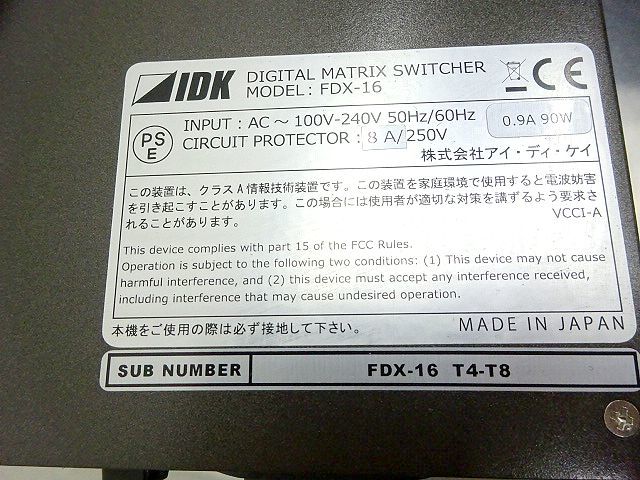 IDK DIGITAL MATRIX SWITCHER
MODEL : FDX-16
CE
PSE
INPUT : AC ～ 100V-240V 50Hz/60Hz
0.9A 90W
CIRCUIT PROTECTOR : 8 A/250V
株式会社アイ・ディ・ケイ
この装置は、クラスA情報技術装置です。この装置を家庭環境で使用すると電波妨害
を引き起こすことがあります。この場合には使用者が適切な対策を講ずるよう要求さ
れることがあります。
VCCI-A
This device complies with part 15 of the FCC Rules.
Operation is subject to the following two conditions: (1) This device may not cause
harmful interference, and (2) this device must accept any interference received,
including interference that may cause undesired operation.
本機をご使用の際は必ず接地して下さい。
MADE IN JAPAN
SUB NUMBER FDX-16 T4-T8